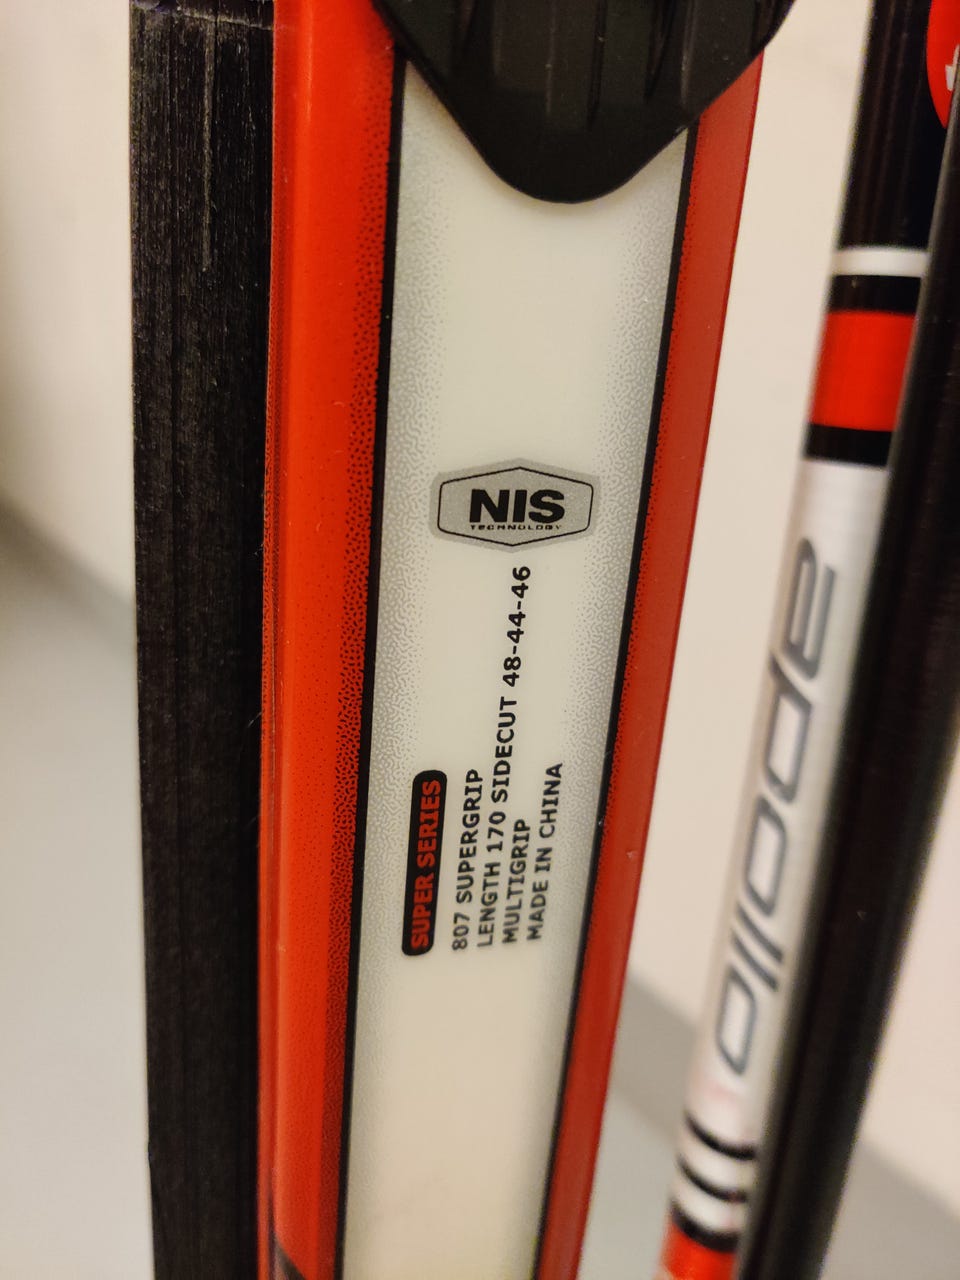 NIS
TECHNOLOGY
SUPER SERIES
807 SUPERGRIP
LENGTH 170 SIDECUT 48-44-46
MULTIGRIP
MADE IN CHINA